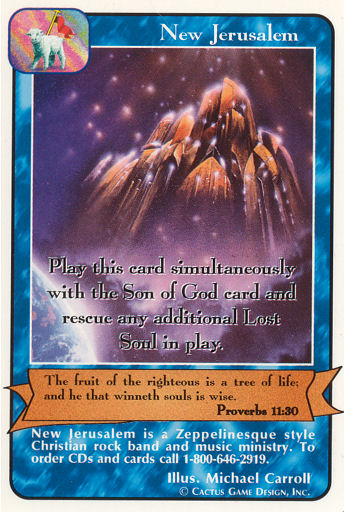 New Jerusalem
Play this card simultaneously
with the Son of God card and
rescue any additional Lost
Soul in play.
The fruit of the righteous is a tree of life;
and he that winneth souls is wise.
Proverbs 11:30
New Jerusalem is a Zeppelinesque style
Christian rock band and music ministry. To
order CDs and cards call 1-800-646-2919.
Illus. Michael Carroll
© Cactus Game Design, Inc.